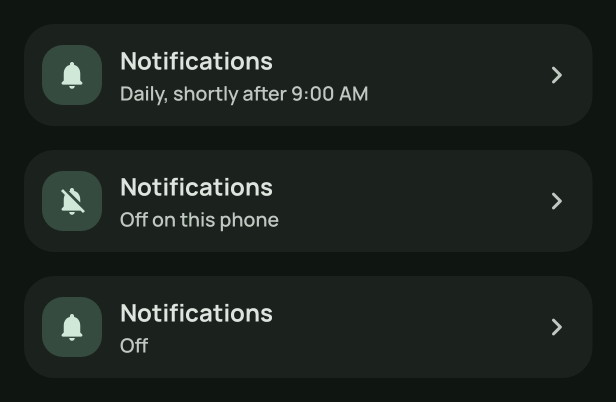 Notifications
Daily, shortly after 9:00 AM
Notifications
Off on this phone
Notifications
Off